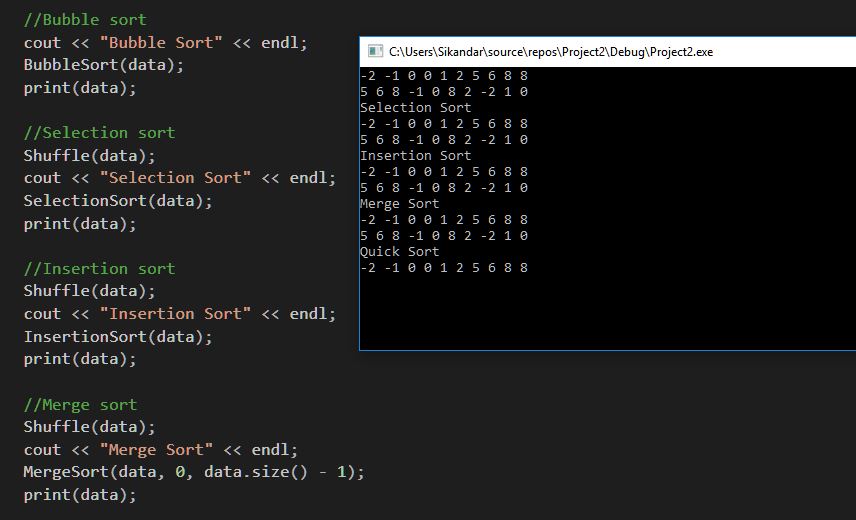 //Bubble sort
cout << "Bubble Sort" << endl;
BubbleSort(data);
print(data);
//Selection sort
Shuffle(data);
cout << "Selection Sort" << endl;
SelectionSort(data);
print(data);
//Insertion sort
Shuffle(data);
cout << "Insertion Sort" << endl;
InsertionSort(data);
print(data);
//Merge sort
Shuffle(data);
cout << "Merge Sort" << endl;
MergeSort(data, 0, data.size() - 1);
print(data);
C:\Users\Sikandar\source\repos\Project2\Debug\Project2.exe
-2 -1 0 0 1 2 5 6 8 8
5 6 8 -1 0 8 2 -2 1 0
Selection Sort
-2 -1 0 0 1 2 5 6 8 8
5 6 8 -1 0 8 2 -2 1 0
Insertion Sort
-2 -1 0 0 1 2 5 6 8 8
5 6 8 -1 0 8 2 -2 1 0
Merge Sort
-2 -1 0 0 1 2 5 6 8 8
5 6 8 -1 0 8 2 -2 1 0
Quick Sort
-2 -1 0 0 1 2 5 6 8 8